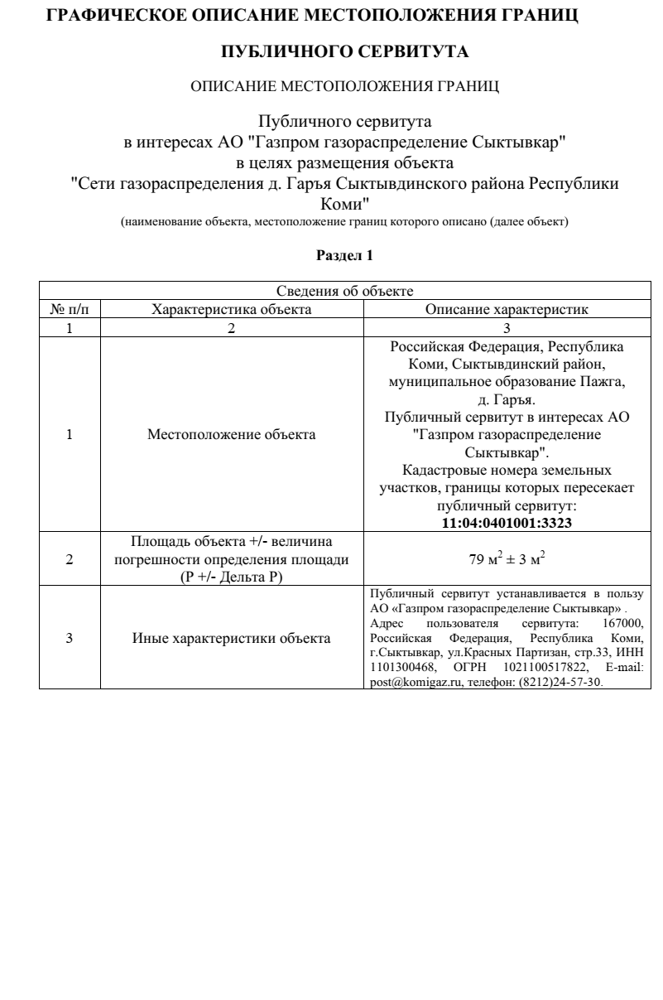 ГРАФИЧЕСКОЕ ОПИСАНИЕ МЕСТОПОЛОЖЕНИЯ ГРАНИЦ
ПУБЛИЧНОГО СЕРВИТУТА
ОПИСАНИЕ МЕСТОПОЛОЖЕНИЯ ГРАНИЦ
Публичного сервитута
в интересах АО "Газпром газораспределение Сыктывкар"
в целях размещения объекта
"Сети газораспределения д. Гаръя Сыктывдинского района Республики
Коми"
(наименование объекта, местоположение границ которого описано (далее объект)
Раздел 1
Сведения об объекте
№ п/п Характеристика объекта Описание характеристик
1 2 3
1 Местоположение объекта
Российская Федерация, Республика
Коми, Сыктывдинский район,
муниципальное образование Пажга,
д. Гаръя.
Публичный сервитут в интересах АО
"Газпром газораспределение
Сыктывкар".
Кадастровые номера земельных
участков, границы которых пересекает
публичный сервитут:
11:04:0401001:3323
2
Площадь объекта +/- величина
погрешности определения площади
(P +/- Дельта P)
79 м² ± 3 м²
3 Иные характеристики объекта
Публичный сервитут устанавливается в пользу
АО «Газпром газораспределение Сыктывкар» .
Адрес пользователя сервитута: 167000,
Российская Федерация, Республика Коми,
г.Сыктывкар, ул.Красных Партизан, стр.33, ИНН
1101300468, ОГРН 1021100517822, E-mail:
post@komigaz.ru, телефон: (8212)24-57-30.